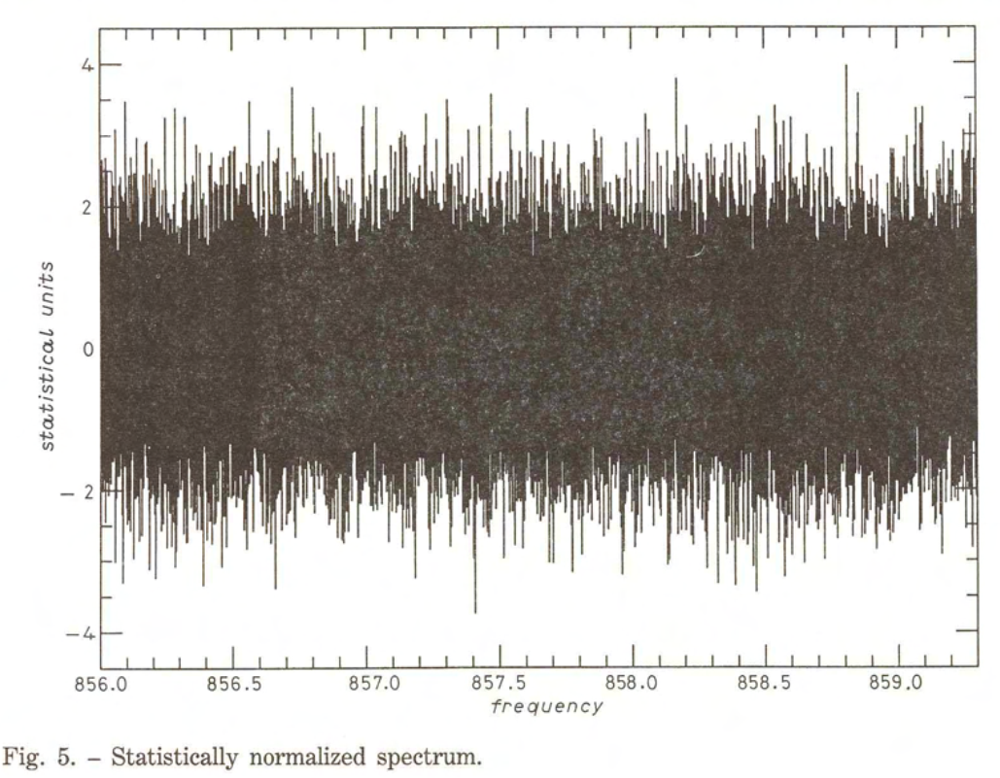 4
2
0
– 2
–4
statistical units
856.0 856.5 857.0 857.5 858.0 858.5 859.0
frequency
Fig. 5. – Statistically normalized spectrum.